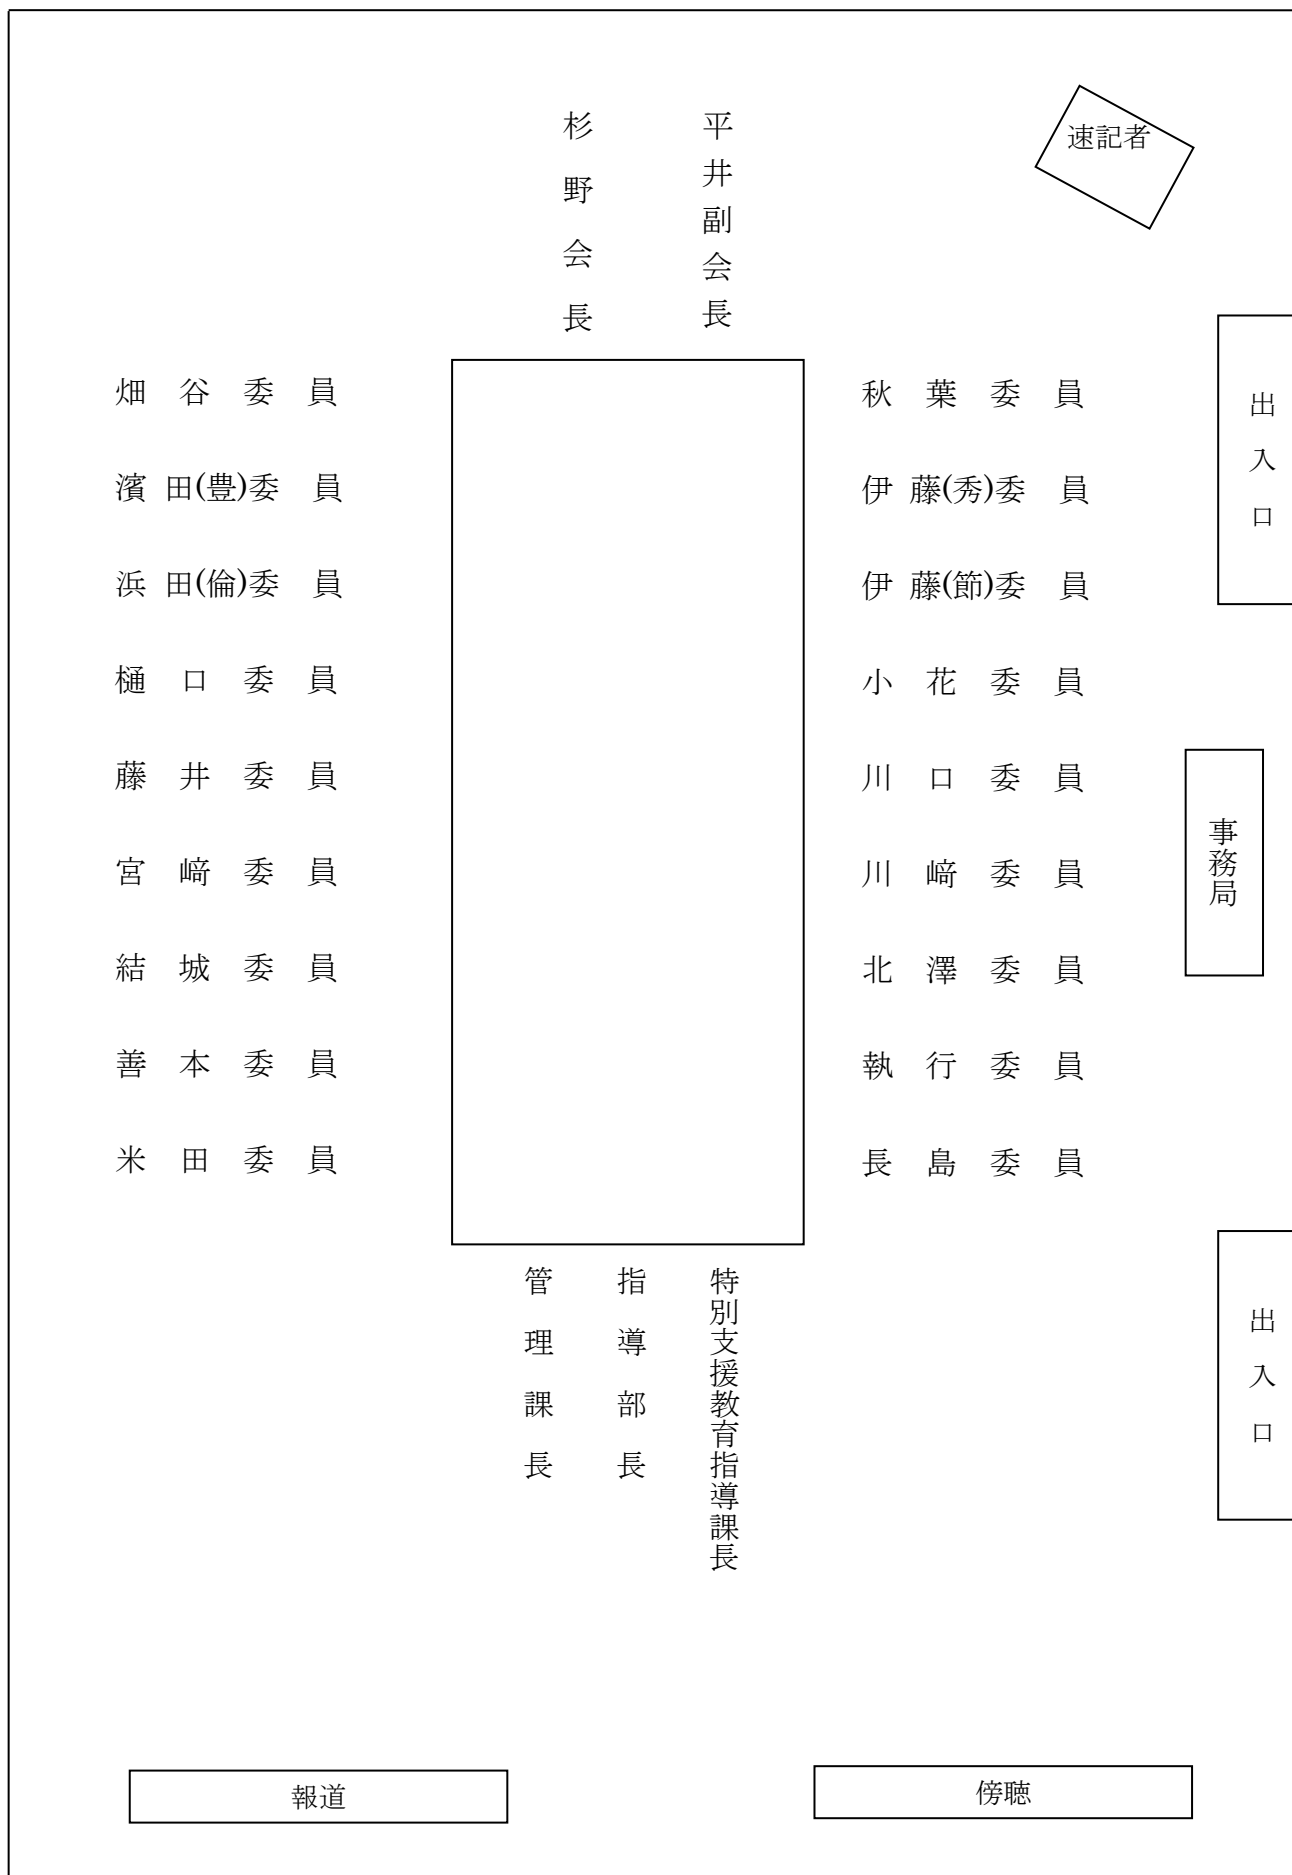 杉野会長
平井副会長
速記者
畑谷委員
秋葉委員
出入口
濱田(豊)委員
伊藤(秀)委員
浜田(倫)委員
伊藤(節)委員
樋口委員
小花委員
藤井委員
川口委員
事務局
宮﨑委員
川﨑委員
結城委員
北澤委員
善本委員
執行委員
米田委員
長島委員
管理課長
指導部長
特別支援教育指導課長
出入口
報道
傍聴